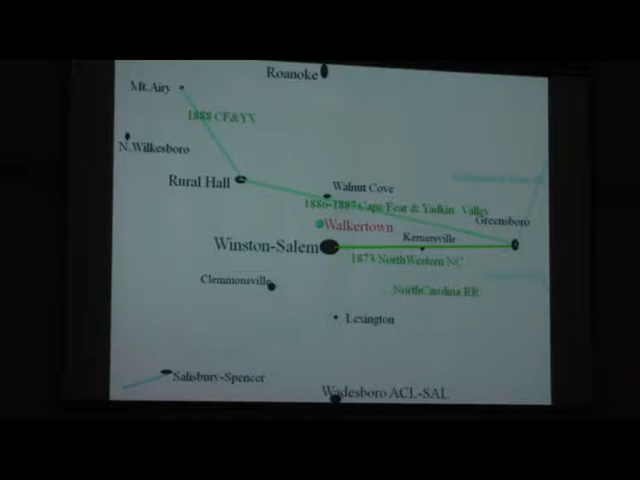 Roanoke
Mt. Airy
1888 CF&YV
N. Wilkesboro
Rural Hall
Walnut Cove
1886-1887 Cape Fear & Yadkin Valley
Greensboro
Walkertown
Kernersville
Winston-Salem
1873 NorthWestern NC
Clemmonsville
NorthCarolina RR
Lexington
Salisbury-Spencer
Wadesboro ACL-SAL